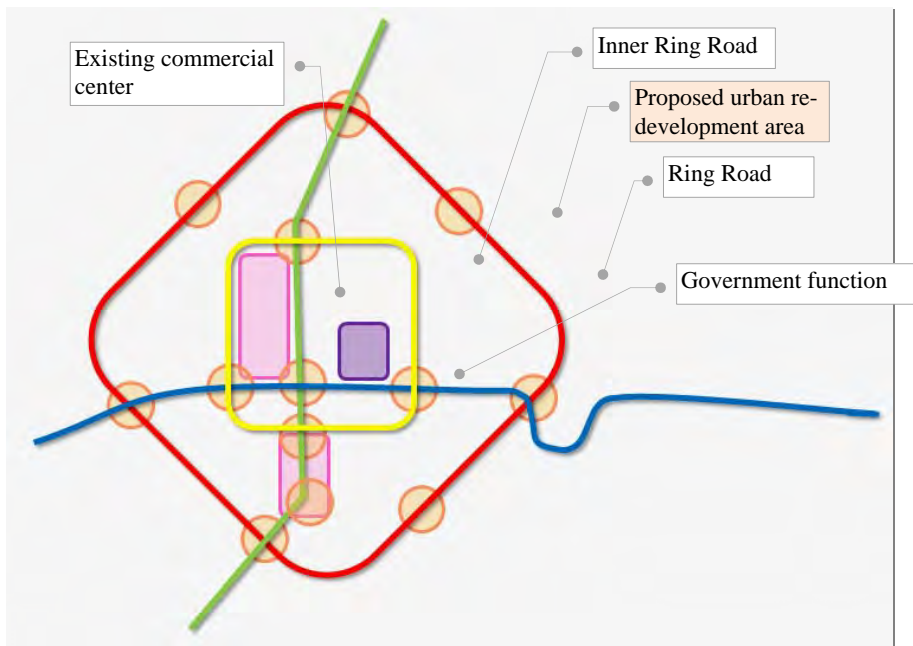 Existing commercial
center
Inner Ring Road
Proposed urban re-
development area
Ring Road
Government function